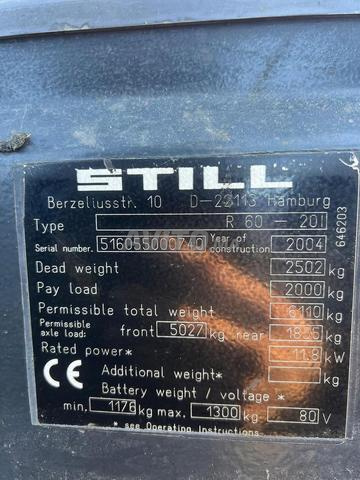 STILL
Berzeliusstr. 10 D-22113 Hamburg
Type R 60 - 20I
Serial number. 516055000740 Year of construction 2004
Dead weight 2502 kg
Pay load 2000 kg
Permissible total weight 6110 kg
Permissible axle load: front 5027 kg rear kg
Rated power* 11.8 kW
CE Additional weight* kg
Battery weight / voltage *
min. 1176 kg max. 1300 kg 80 V
* see Operating Instructions
646203